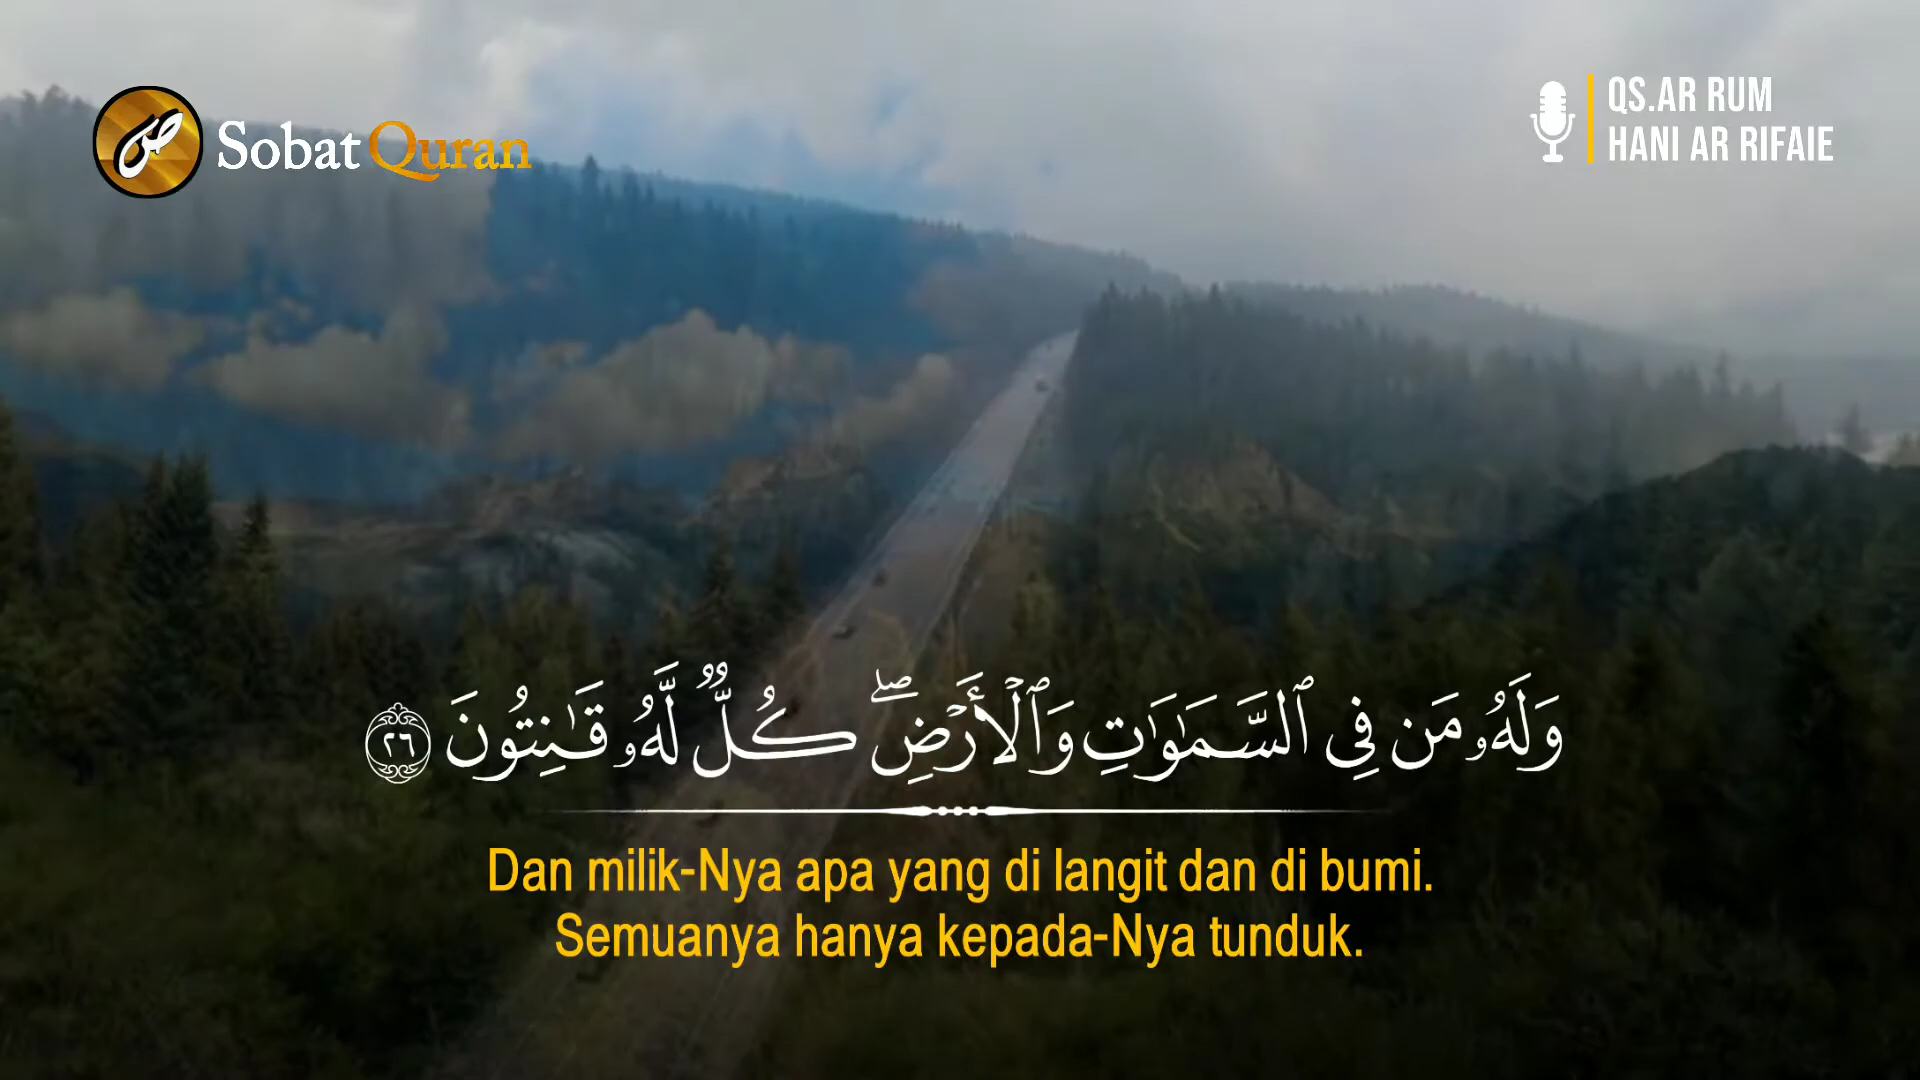 Sobat Quran
QS.AR RUM
HANI AR RIFAIE
وَلَهُۥ مَن فِى ٱلسَّمَـٰوَٰتِ وَٱلْأَرْضِ ۖ كُلٌّۭ لَّهُۥ قَـٰنِتُونَ ٢٦
Dan milik-Nya apa yang di langit dan di bumi.
Semuanya hanya kepada-Nya tunduk.